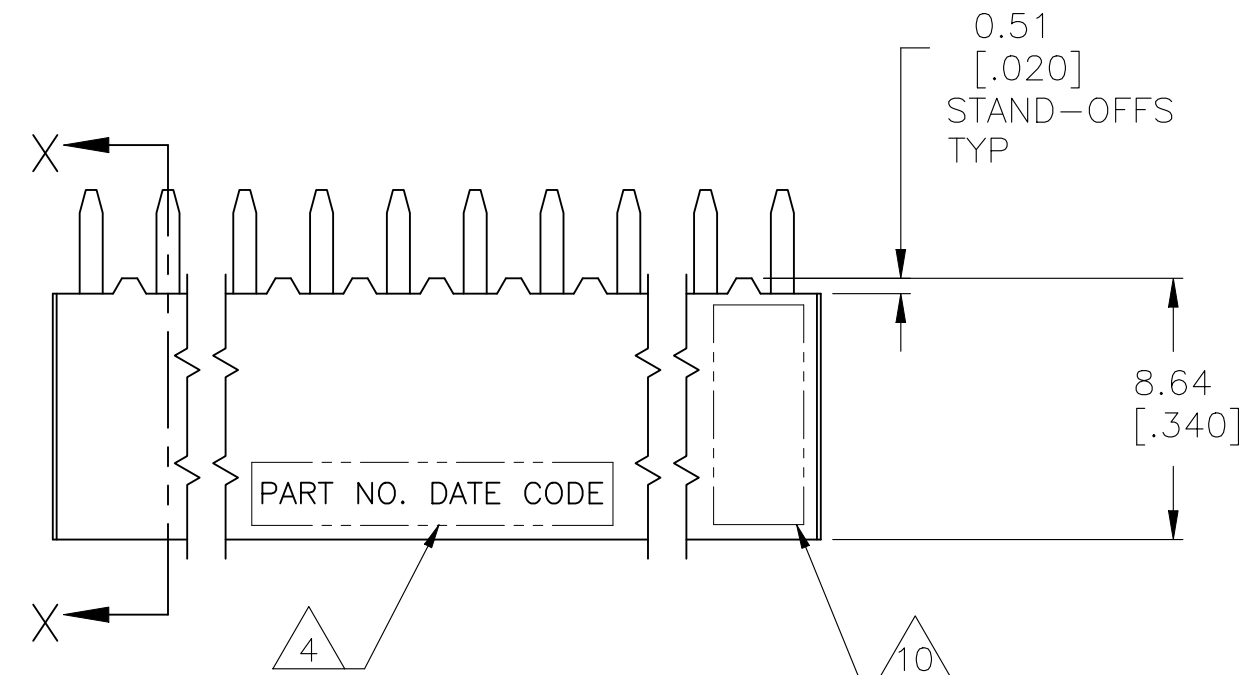 0.51
[.020]
STAND-OFFS
TYP
X
8.64
[.340]
PART NO. DATE CODE
X
4
10